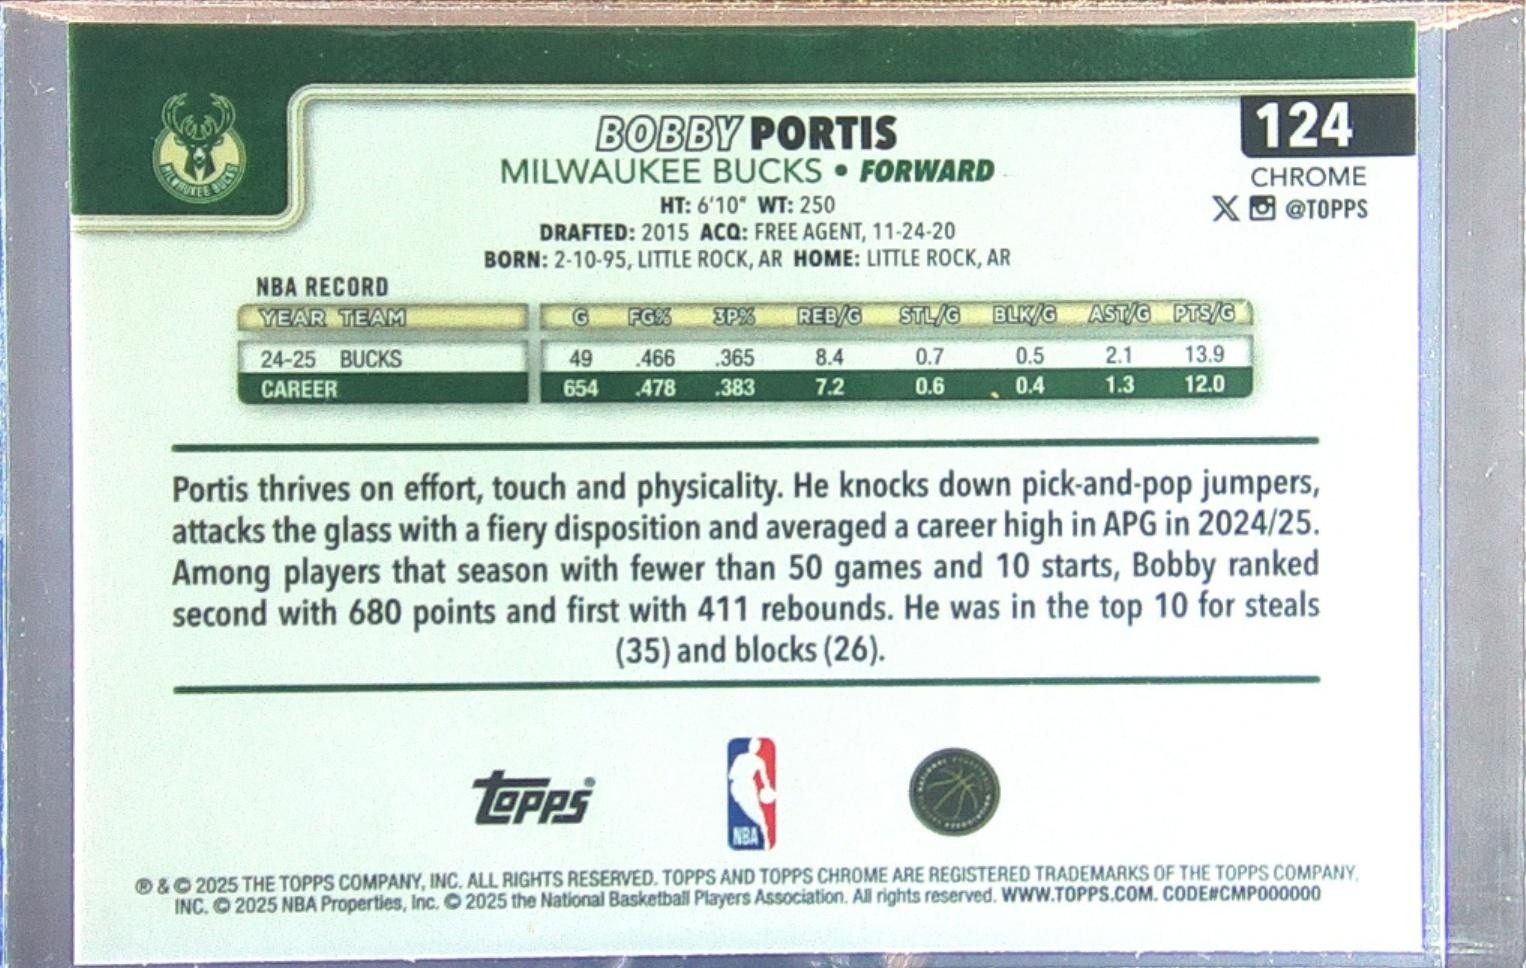 MILWAUKEE BUCKS
BOBBY PORTIS
MILWAUKEE BUCKS • FORWARD
HT: 6'10" WT: 250
DRAFTED: 2015 ACQ: FREE AGENT, 11-24-20
BORN: 2-10-95, LITTLE ROCK, AR HOME: LITTLE ROCK, AR
124
CHROME
@TOPPS
NBA RECORD
YEAR TEAM G FG% 3P% REB/G STL/G BLK/G AST/G PTS/G
24-25 BUCKS 49 .466 .365 8.4 0.7 0.5 2.1 13.9
CAREER 654 .478 .383 7.2 0.6 0.4 1.3 12.0
Portis thrives on effort, touch and physicality. He knocks down pick-and-pop jumpers,
attacks the glass with a fiery disposition and averaged a career high in APG in 2024/25.
Among players that season with fewer than 50 games and 10 starts, Bobby ranked
second with 680 points and first with 411 rebounds. He was in the top 10 for steals
(35) and blocks (26).
topps®
NBA
® & © 2025 THE TOPPS COMPANY, INC. ALL RIGHTS RESERVED. TOPPS AND TOPPS CHROME ARE REGISTERED TRADEMARKS OF THE TOPPS COMPANY,
INC. © 2025 NBA Properties, Inc. © 2025 the National Basketball Players Association. All rights reserved. WWW.TOPPS.COM. CODE#CMP000000